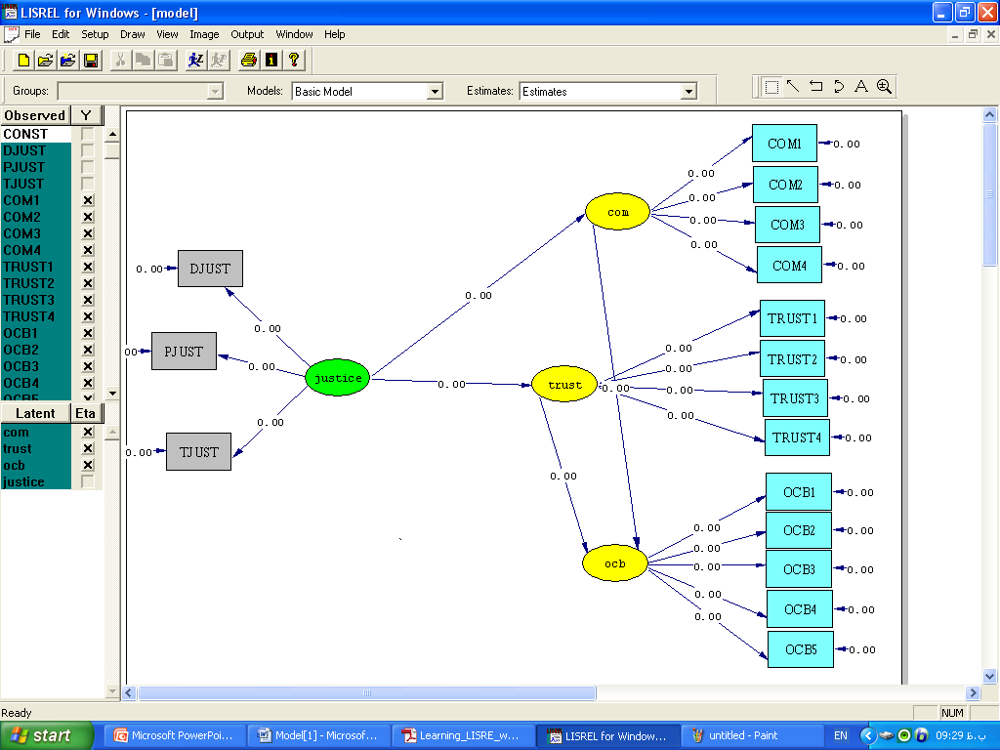 LISREL for Windows - [model]
File Edit Setup Draw View Image Output Window Help
Groups: Models: Basic Model Estimates: Estimates
Observed Y
CONST
DJUST
PJUST
TJUST
COM1
COM2
COM3
COM4
TRUST1
TRUST2
TRUST3
TRUST4
OCB1
OCB2
OCB3
OCB4
OCB5
Latent Eta
com
trust
ocb
justice
COM1 0.00
0.00
COM2 0.00
0.00
com
0.00
COM3 0.00
0.00
COM4 0.00
0.00 DJUST
0.00
0.00
TRUST1 0.00
0.00
00 PJUST
0.00
justice
0.00
trust
0.00
0.00
TRUST2 0.00
0.00
0.00
TRUST3 0.00
0.00
TRUST4 0.00
0.00
0.00 TJUST
0.00
OCB1 0.00
0.00
OCB2 0.00
0.00
ocb
0.00
OCB3 0.00
0.00
OCB4 0.00
0.00
OCB5 0.00
Ready
NUM
start Microsoft PowerPoi... Model[1] - Microsof... Learning_LISRE_w... LISREL for Window... untitled - Paint EN 09:29 ب.ظ